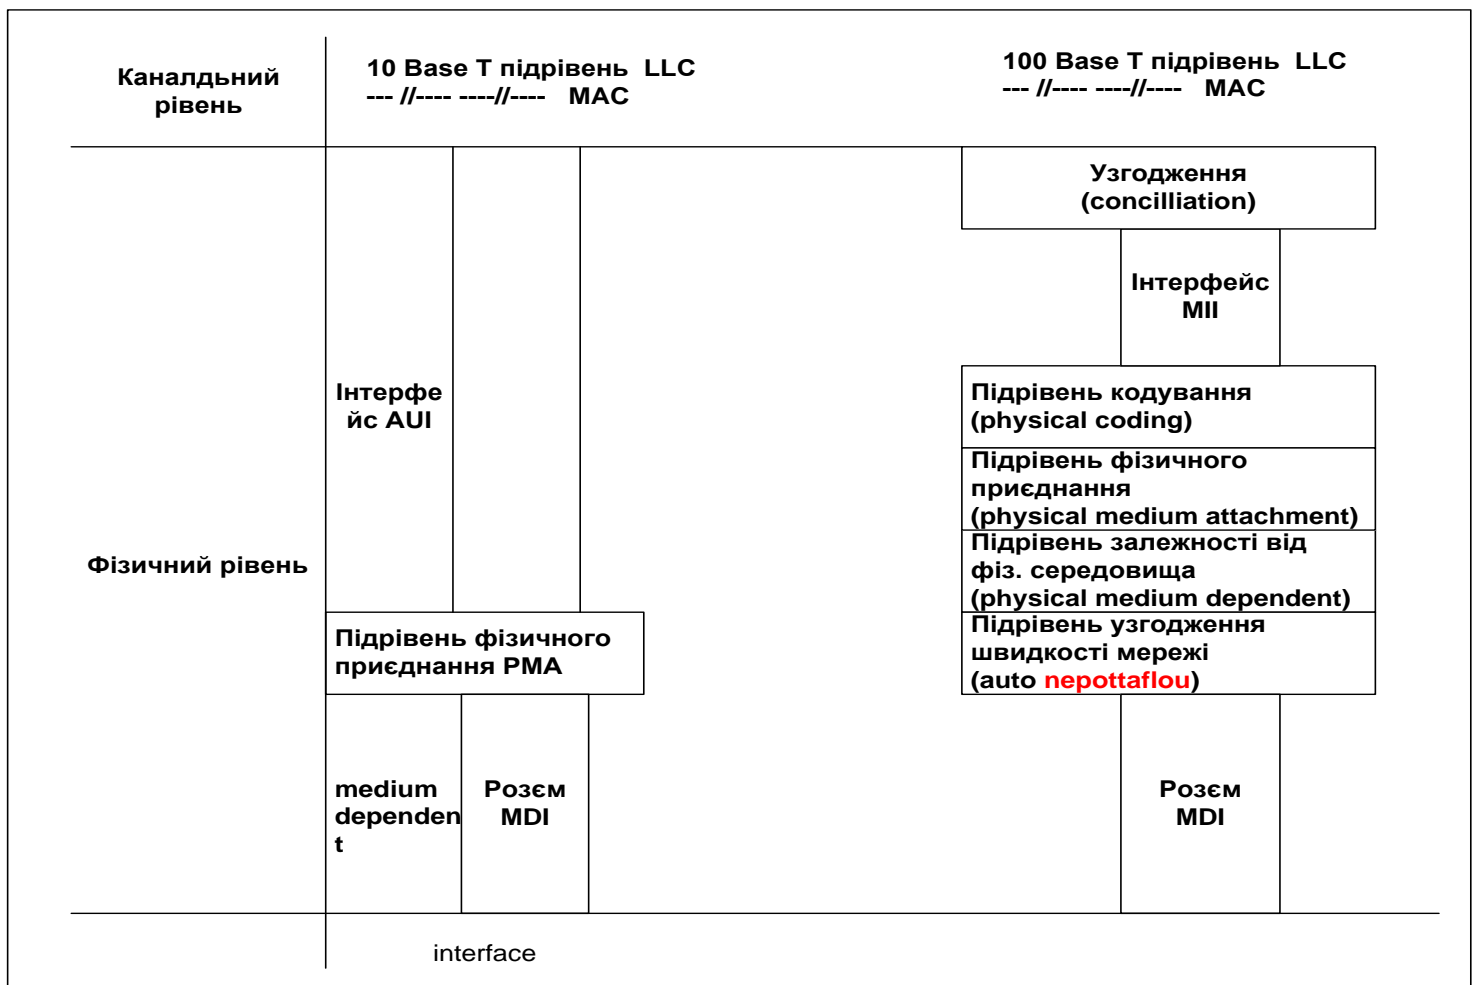 Каналдьний
рівень
10 Base T підрівень LLC
--- //---- ----//---- MAC
100 Base T підрівень LLC
--- //---- ----//---- MAC
Узгодження
(concilliation)
Інтерфейс
MII
Інтерфе
йс AUI
Підрівень кодування
(physical coding)
Підрівень фізичного
приєднання
(physical medium attachment)
Фізичний рівень
Підрівень залежності від
фіз. середовища
(physical medium dependent)
Підрівень фізичного
приєднання PMA
Підрівень узгодження
швидкості мережі
(auto nepottaflou)
medium
dependen
t
Розєм
MDI
Розєм
MDI
interface